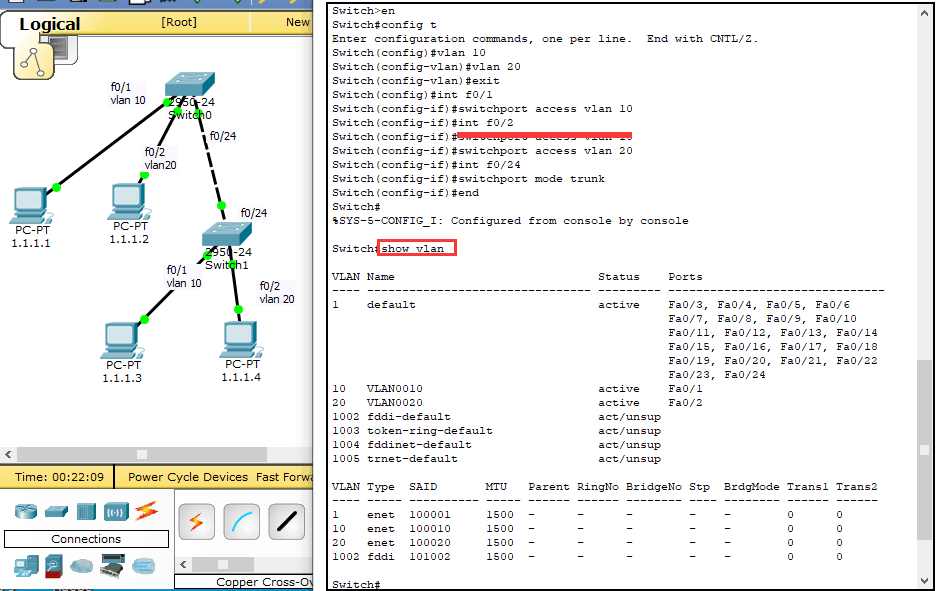 Logical
[Root]
New
f0/1
vlan 10
2950-24
Switch0
f0/24
f0/2
vlan20
PC-PT
1.1.1.1
PC-PT
1.1.1.2
f0/24
2950-24
Switch1
f0/1
vlan 10
f0/2
vlan 20
PC-PT
1.1.1.3
PC-PT
1.1.1.4
Time: 00:22:09
Power Cycle Devices Fast Forwa
Connections
Copper Cross-Ov
Switch>en
Switch#config t
Enter configuration commands, one per line.  End with CNTL/Z.
Switch(config)#vlan 10
Switch(config-vlan)#vlan 20
Switch(config-vlan)#exit
Switch(config)#int f0/1
Switch(config-if)#switchport access vlan 10
Switch(config-if)#int f0/2
Switch(config-if)#switchport access vlan
Switch(config-if)#switchport access vlan 20
Switch(config-if)#int f0/24
Switch(config-if)#switchport mode trunk
Switch(config-if)#end
Switch#
%SYS-5-CONFIG_I: Configured from console by console
Switch#show vlan
VLAN Name Status Ports
---- -------------------------------- --------- -------------------------------
1 default active Fa0/3, Fa0/4, Fa0/5, Fa0/6
Fa0/7, Fa0/8, Fa0/9, Fa0/10
Fa0/11, Fa0/12, Fa0/13, Fa0/14
Fa0/15, Fa0/16, Fa0/17, Fa0/18
Fa0/19, Fa0/20, Fa0/21, Fa0/22
Fa0/23, Fa0/24
10 VLAN0010 active Fa0/1
20 VLAN0020 active Fa0/2
1002 fddi-default act/unsup
1003 token-ring-default act/unsup
1004 fddinet-default act/unsup
1005 trnet-default act/unsup
VLAN Type SAID MTU Parent RingNo BridgeNo Stp BrdgMode Trans1 Trans2
---- ----- ---------- ----- ------ ------ -------- ---- -------- ------ ------
1 enet 100001 1500 - - - - - 0 0
10 enet 100010 1500 - - - - - 0 0
20 enet 100020 1500 - - - - - 0 0
1002 fddi 101002 1500 - - - - - 0 0
Switch#